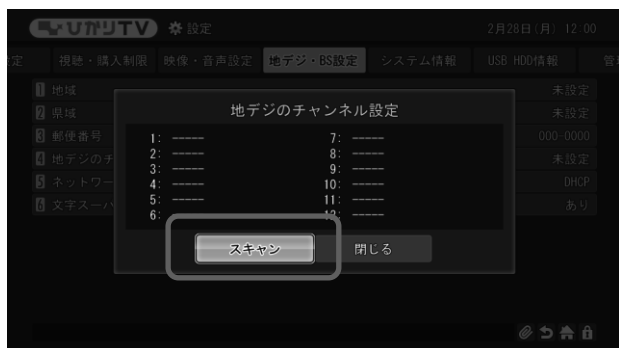 ひかりTV 設定 2月28日(月) 12:00
定 視聴・購入制限 映像・音声設定 地デジ・BS設定 システム情報 USB HDD情報 管
1 地域 未設定
2 県域 未設定
3 郵便番号 000-0000
4 地デジのチ 未設定
5 ネットワー DHCP
6 文字スーパ あり
地デジのチャンネル設定
1: ----- 7: -----
2: ----- 8: -----
3: ----- 9: -----
4: ----- 10: -----
5: ----- 11: -----
6: ----- 12: -----
スキャン 閉じる